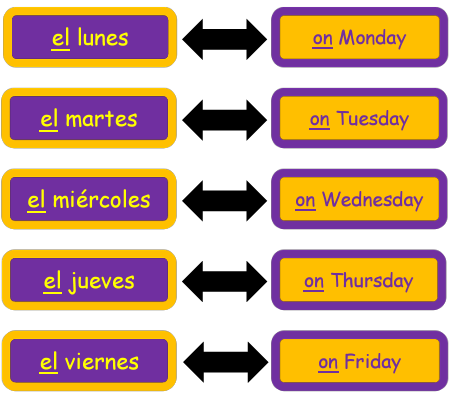 el lunes on Monday
el martes on Tuesday
el miércoles on Wednesday
el jueves on Thursday
el viernes on Friday